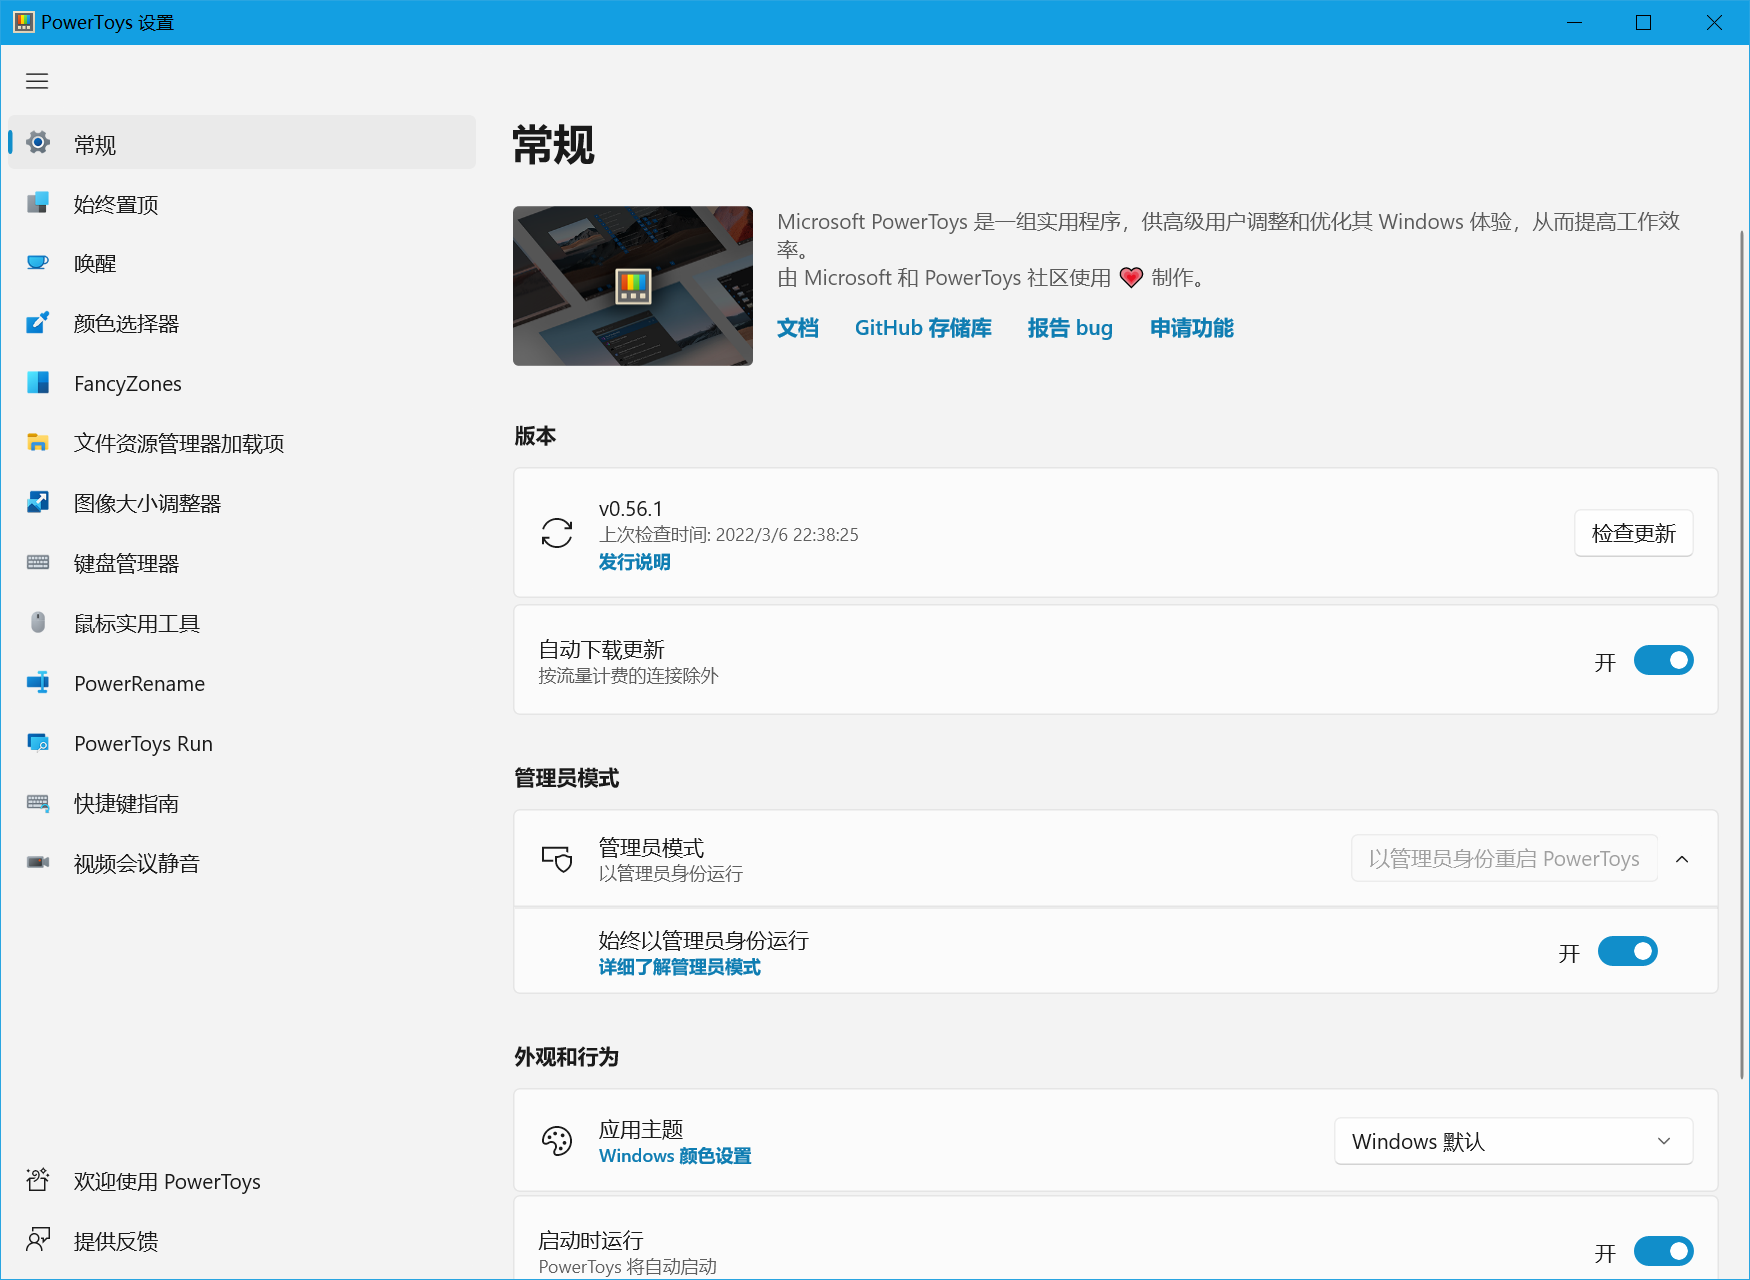 PowerToys 设置
常规
始终置顶
唤醒
颜色选择器
FancyZones
文件资源管理器加载项
图像大小调整器
键盘管理器
鼠标实用工具
PowerRename
PowerToys Run
快捷键指南
视频会议静音
欢迎使用 PowerToys
提供反馈
常规
Microsoft PowerToys 是一组实用程序，供高级用户调整和优化其 Windows 体验，从而提高工作效
率。
由 Microsoft 和 PowerToys 社区使用 ❤ 制作。
文档 GitHub 存储库 报告 bug 申请功能
版本
v0.56.1
上次检查时间: 2022/3/6 22:38:25
发行说明
检查更新
自动下载更新
按流量计费的连接除外
开
管理员模式
管理员模式
以管理员身份运行
以管理员身份重启 PowerToys
始终以管理员身份运行
详细了解管理员模式
开
外观和行为
应用主题
Windows 颜色设置
Windows 默认
启动时运行
PowerToys 将自动启动
开